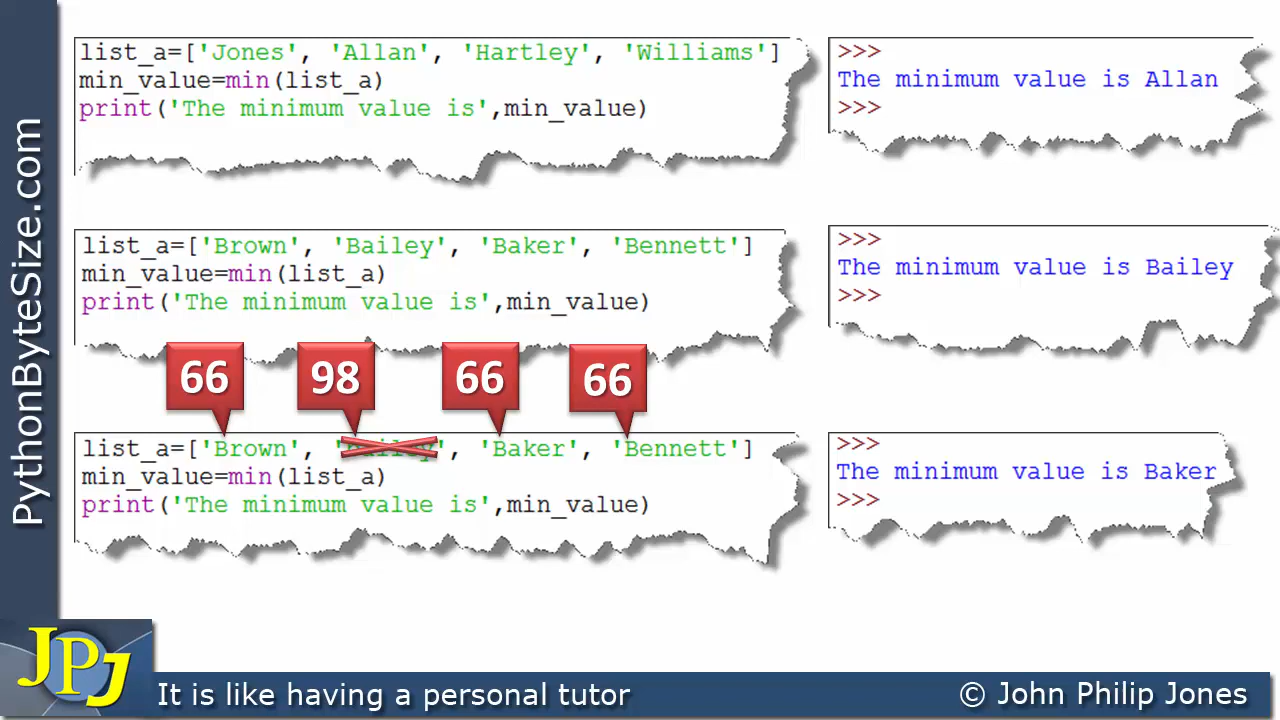 PythonByteSize.com
list_a=['Jones', 'Allan', 'Hartley', 'Williams']
min_value=min(list_a)
print('The minimum value is',min_value)
>>>
The minimum value is Allan
>>>
list_a=['Brown', 'Bailey', 'Baker', 'Bennett']
min_value=min(list_a)
print('The minimum value is',min_value)
>>>
The minimum value is Bailey
>>>
66 98 66 66
list_a=['Brown', '    ', 'Baker', 'Bennett']
min_value=min(list_a)
print('The minimum value is',min_value)
>>>
The minimum value is Baker
>>>
JPJ
It is like having a personal tutor
© John Philip Jones